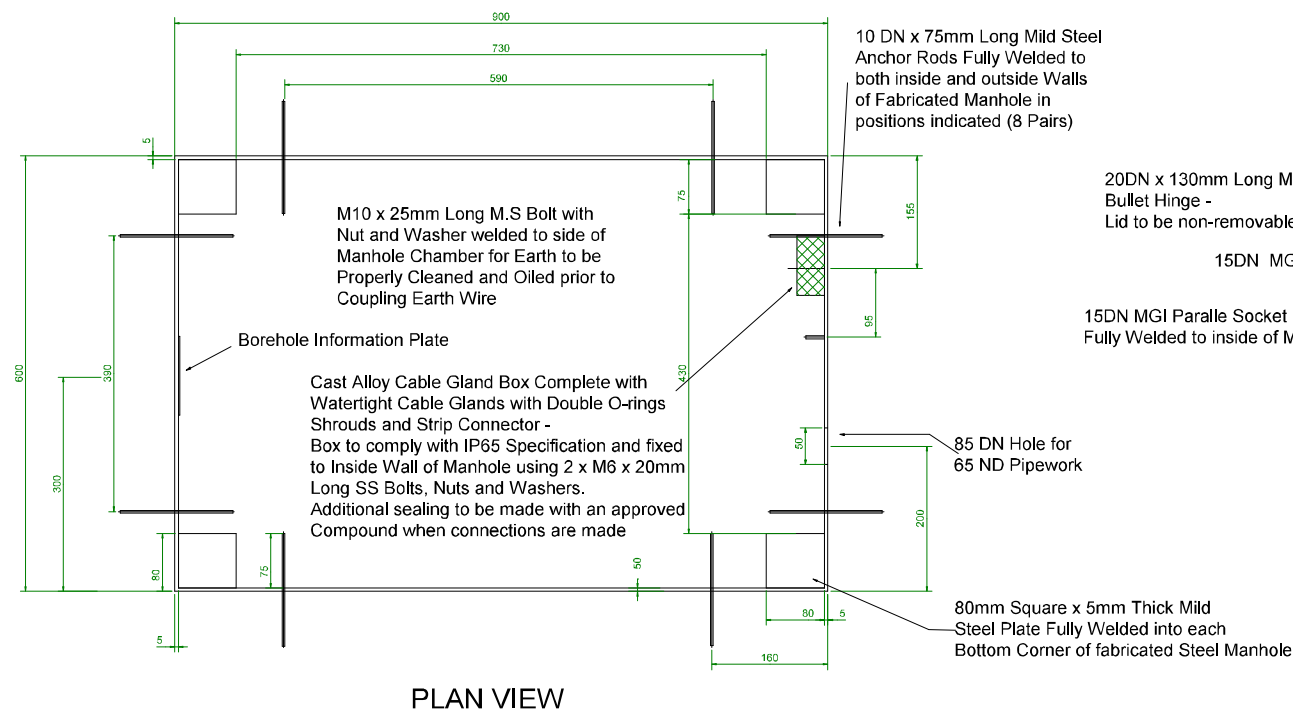 900
730
590
10 DN x 75mm Long Mild Steel
Anchor Rods Fully Welded to
both inside and outside Walls
of Fabricated Manhole in
positions indicated (8 Pairs)
5
75
155
20DN x 130mm Long M
Bullet Hinge -
Lid to be non-removable
M10 x 25mm Long M.S Bolt with
Nut and Washer welded to side of
Manhole Chamber for Earth to be
Properly Cleaned and Oiled prior to
Coupling Earth Wire
15DN MG
95
15DN MGI Paralle Socket
Fully Welded to inside of M
Borehole Information Plate
600
390
430
Cast Alloy Cable Gland Box Complete with
Watertight Cable Glands with Double O-rings
Shrouds and Strip Connector -
Box to comply with IP65 Specification and fixed
to Inside Wall of Manhole using 2 x M6 x 20mm
Long SS Bolts, Nuts and Washers.
Additional sealing to be made with an approved
Compound when connections are made
50
85 DN Hole for
65 ND Pipework
300
200
80
75
50
80mm Square x 5mm Thick Mild
Steel Plate Fully Welded into each
Bottom Corner of fabricated Steel Manhole
5
80
5
160
PLAN VIEW